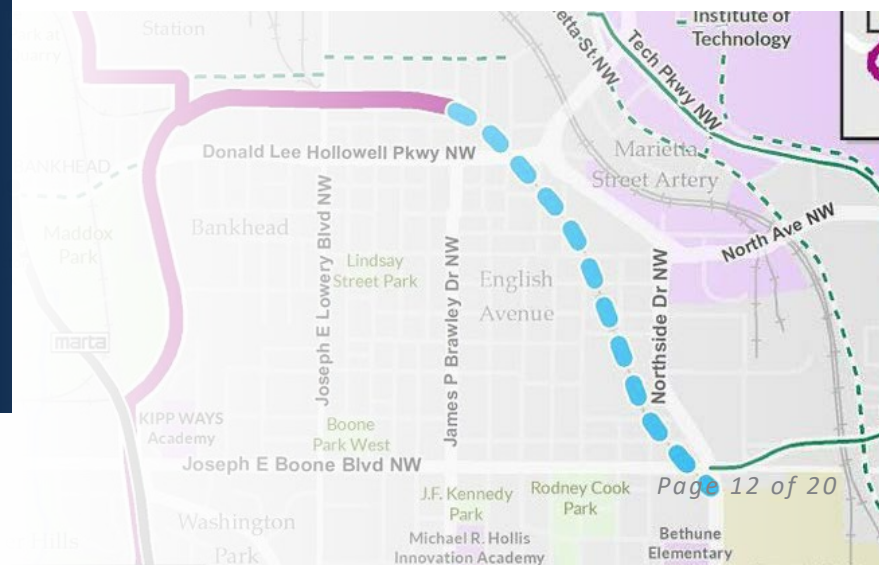 Institute of
Technology
Station
Tech Pkwy NW
Marietta
Street Artery
Donald Lee Hollowell Pkwy NW
BANKHEAD
Bankhead
Maddox
Park
Lindsay
Street Park
English
Avenue
North Ave NW
Joseph E Lowery Blvd NW
James P Brawley Dr NW
Northside Dr NW
marta
KIPP WAYS
Academy
Boone
Park West
Joseph E Boone Blvd NW
J.F. Kennedy
Park
Rodney Cook
Park
Page 12 of 20
Washington
Park
Michael R. Hollis
Innovation Academy
Bethune
Elementary
Hills